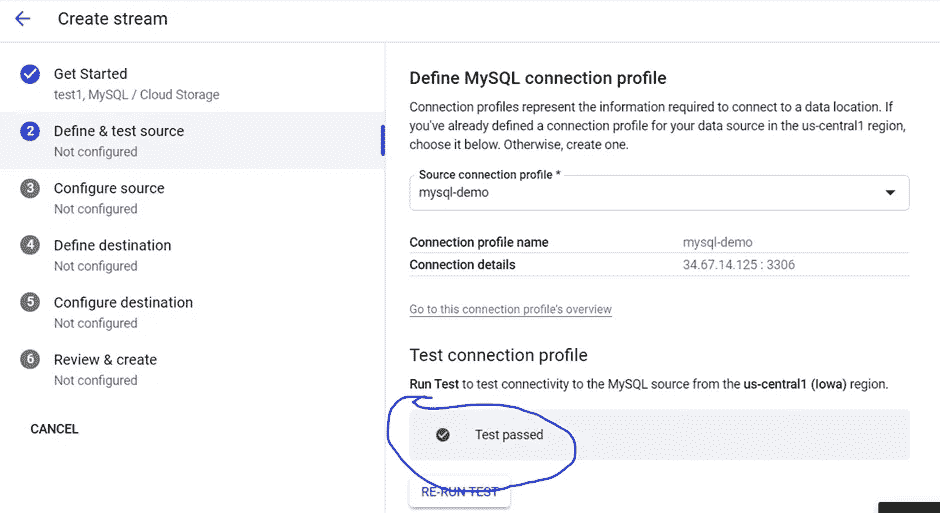 Create stream
Get Started
test1, MySQL / Cloud Storage
2
Define & test source
Not configured
3
Configure source
Not configured
4
Define destination
Not configured
5
Configure destination
Not configured
6
Review & create
Not configured
CANCEL
Define MySQL connection profile
Connection profiles represent the information required to connect to a data location. If
you've already defined a connection profile for your data source in the us-central1 region,
choose it below. Otherwise, create one.
Source connection profile *
mysql-demo
Connection profile name mysql-demo
Connection details 34.67.14.125 : 3306
Go to this connection profile's overview
Test connection profile
Run Test to test connectivity to the MySQL source from the us-central1 (Iowa) region.
Test passed
RE-RUN TEST